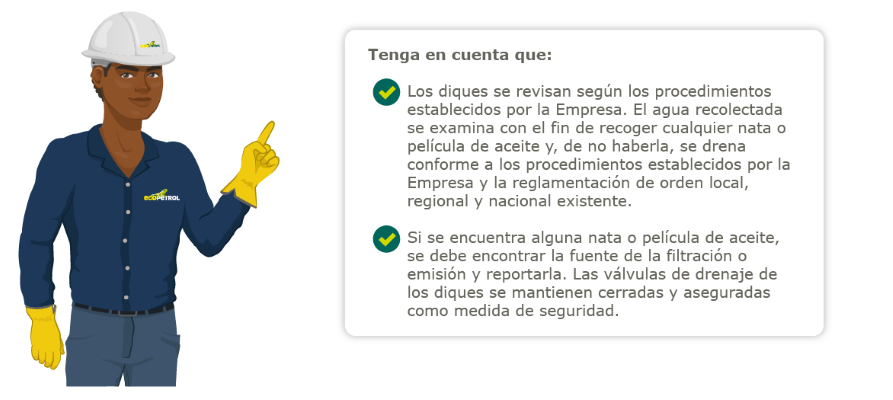 ECOPETROL
ECOPETROL
Tenga en cuenta que:
Los diques se revisan según los procedimientos
establecidos por la Empresa. El agua recolectada
se examina con el fin de recoger cualquier nata o
película de aceite y, de no haberla, se drena
conforme a los procedimientos establecidos por la
Empresa y la reglamentación de orden local,
regional y nacional existente.
Si se encuentra alguna nata o película de aceite,
se debe encontrar la fuente de la filtración o
emisión y reportarla. Las válvulas de drenaje de
los diques se mantienen cerradas y aseguradas
como medida de seguridad.